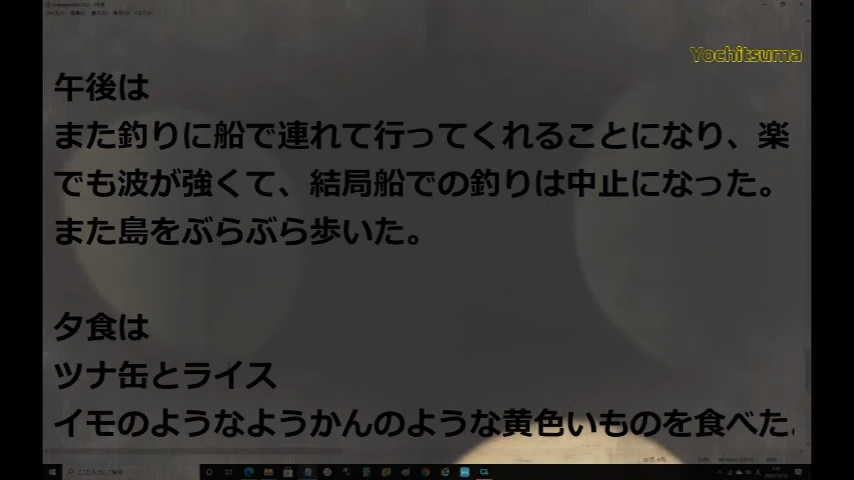 Yochitsuma
午後は
また釣りに船で連れて行ってくれることになり、楽
でも波が強くて、結局船での釣りは中止になった。
また島をぶらぶら歩いた。
夕食は
ツナ缶とライス
イモのようなようかんのような黄色いものを食べた.